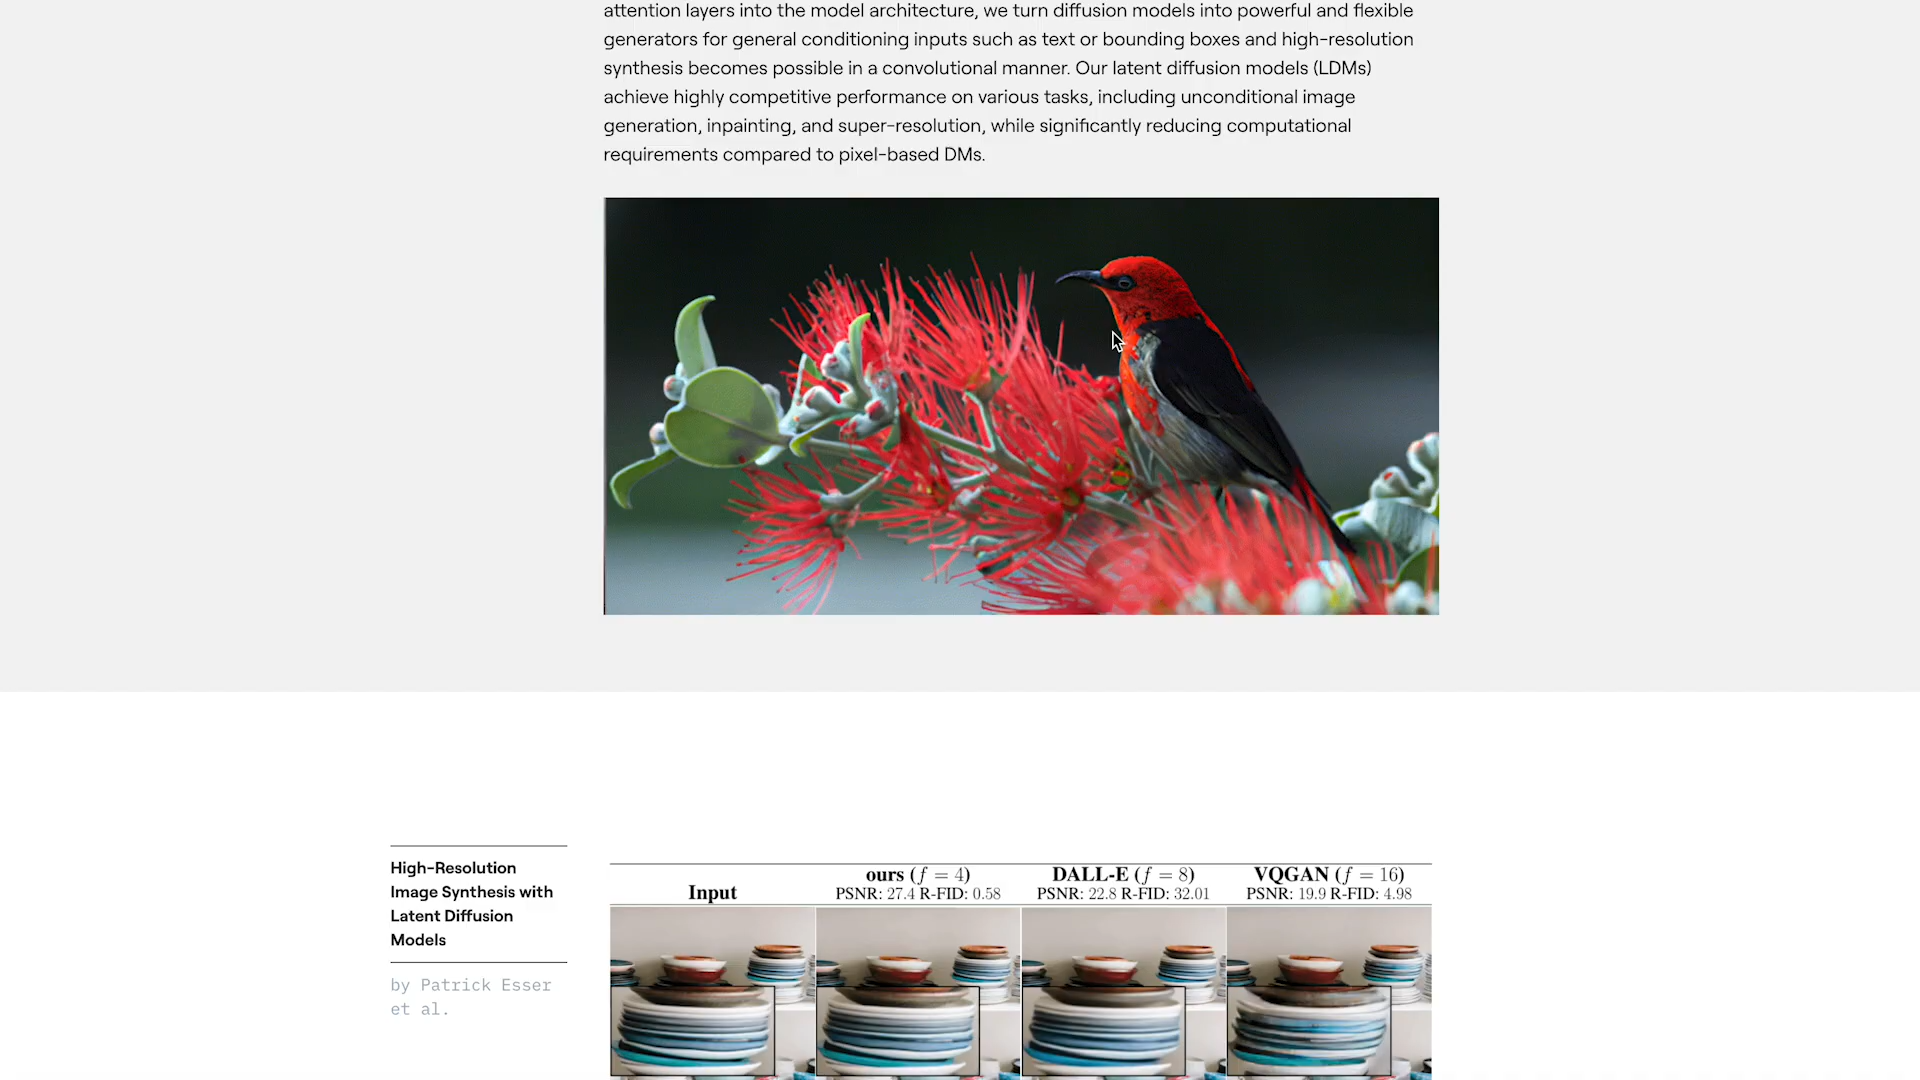 attention layers into the model architecture, we turn diffusion models into powerful and flexible
generators for general conditioning inputs such as text or bounding boxes and high-resolution
synthesis becomes possible in a convolutional manner. Our latent diffusion models (LDMs)
achieve highly competitive performance on various tasks, including unconditional image
generation, inpainting, and super-resolution, while significantly reducing computational
requirements compared to pixel-based DMs.
High-Resolution
Image Synthesis with
Latent Diffusion
Models
by Patrick Esser
et al.
Input
ours (f = 4)
PSNR: 27.4 R-FID: 0.58
DALL-E (f = 8)
PSNR: 22.8 R-FID: 32.01
VQGAN (f = 16)
PSNR: 19.9 R-FID: 4.98